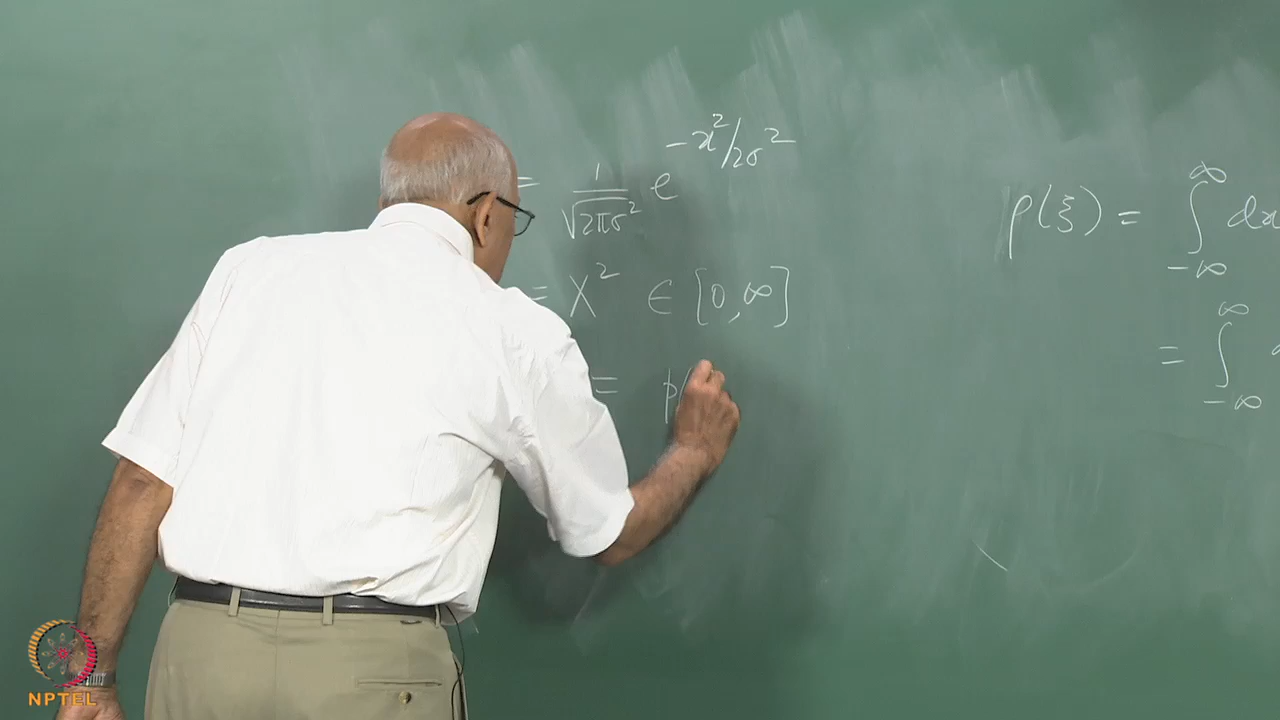 = 1/√(2πσ²) e^(-x²/2σ²)
= X² ∈ [0, ∞]
= p(
ρ(ξ) = ∫_{-∞}^{∞} dx
= ∫_{-∞}^{∞}
NPTEL